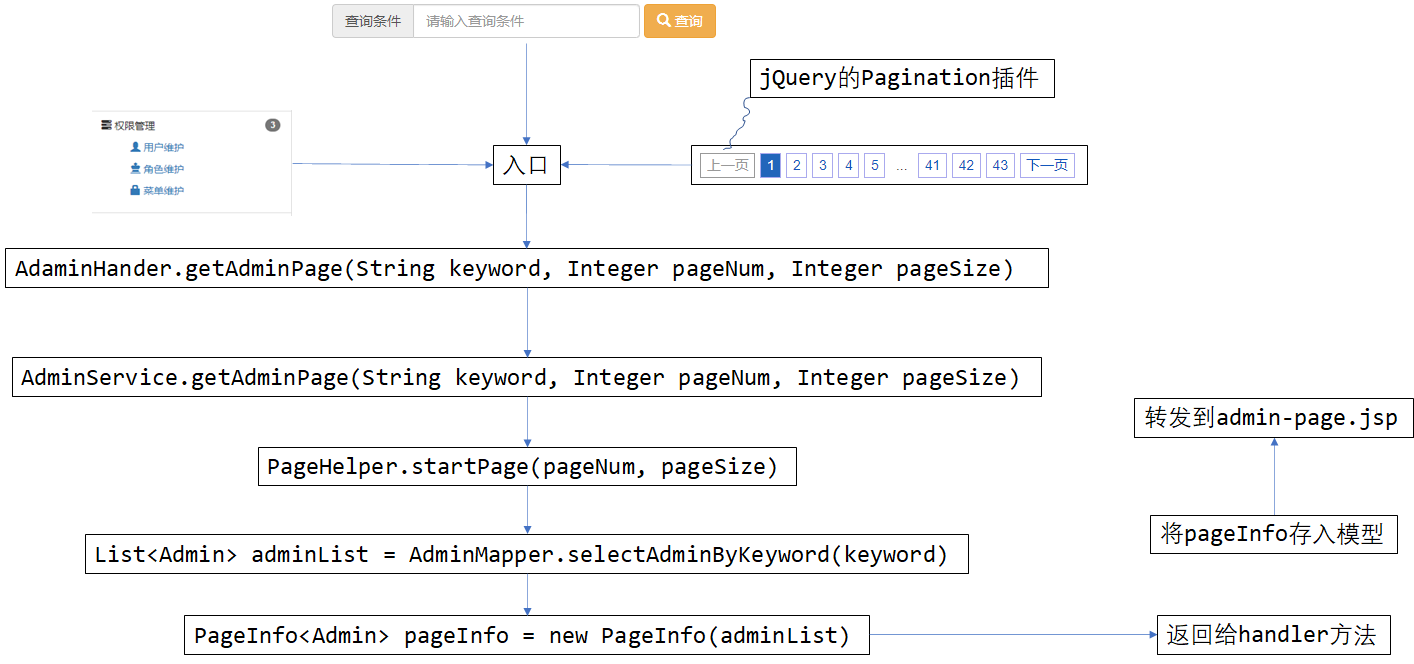 查询条件 请输入查询条件 查询
jQuery的Pagination插件
权限管理 3
用户维护
角色维护
菜单维护
入口
上一页 1 2 3 4 5 ... 41 42 43 下一页
AdaminHander.getAdminPage(String keyword, Integer pageNum, Integer pageSize)
AdminService.getAdminPage(String keyword, Integer pageNum, Integer pageSize)
转发到admin-page.jsp
PageHelper.startPage(pageNum, pageSize)
将pageInfo存入模型
List<Admin> adminList = AdminMapper.selectAdminByKeyword(keyword)
PageInfo<Admin> pageInfo = new PageInfo(adminList)
返回给handler方法